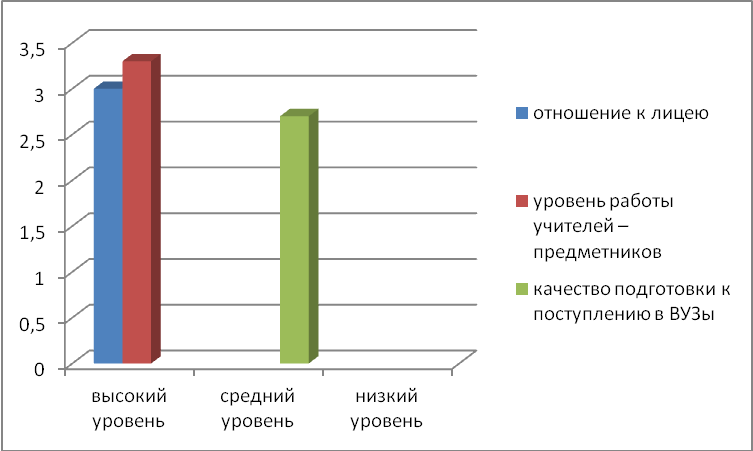 3,5
3
2,5
2
1,5
1
0,5
0
высокий
уровень
средний
уровень
низкий
уровень
отношение к лицею
уровень работы
учителей –
предметников
качество подготовки к
поступлению в ВУЗы